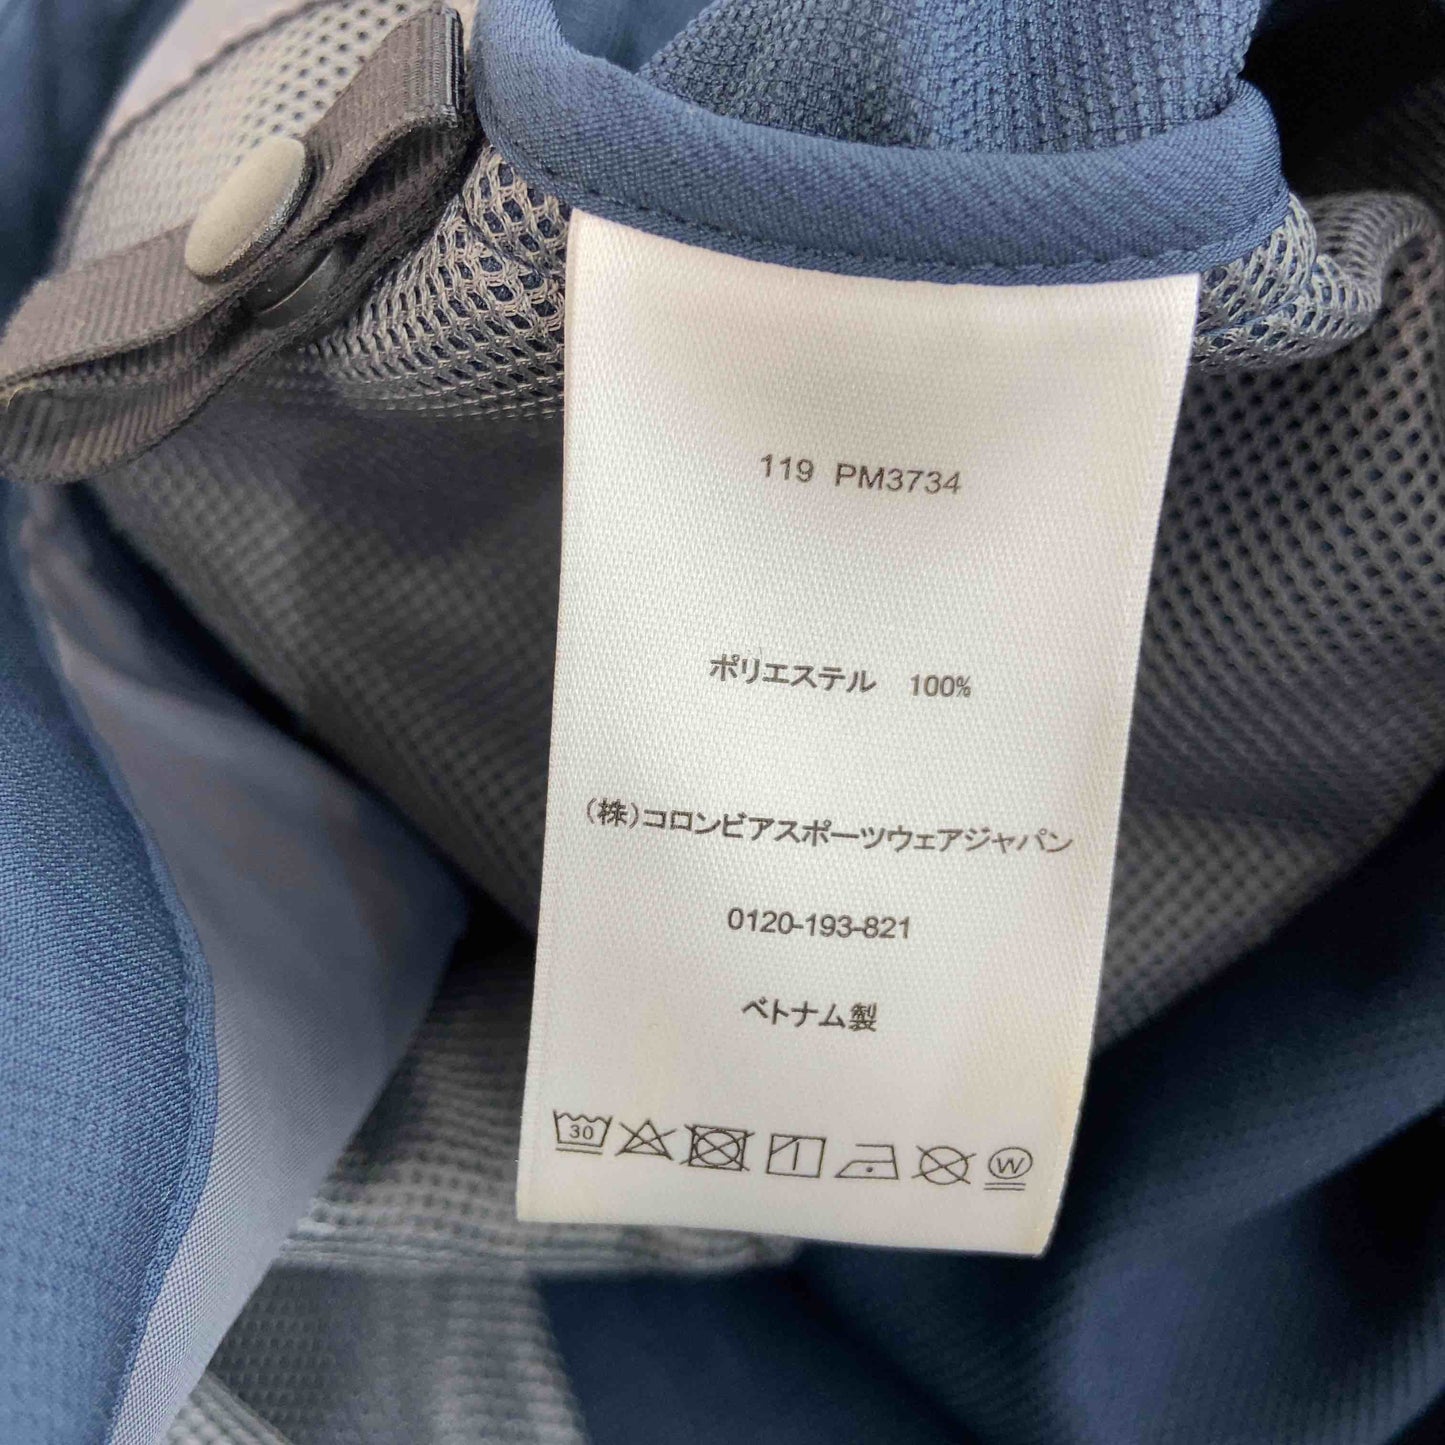 119 PM3734
ポリエステル 100%
(株)コロンビアスポーツウェアジャパン
0120-193-821
ベトナム製
30
W